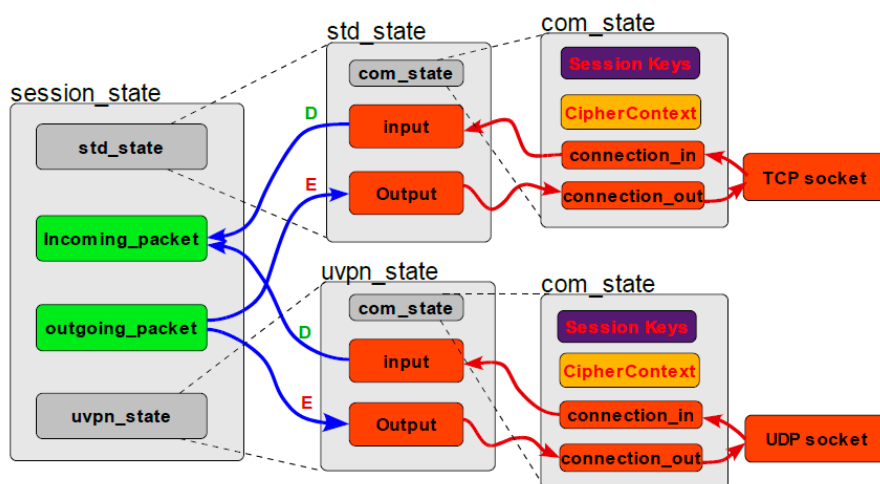 session_state
std_state
Incoming_packet
outgoing_packet
uvpn_state
std_state
com_state
D
input
E
Output
com_state
Session Keys
CipherContext
connection_in
connection_out
TCP socket
uvpn_state
com_state
D
input
E
Output
com_state
Session Keys
CipherContext
connection_in
connection_out
UDP socket